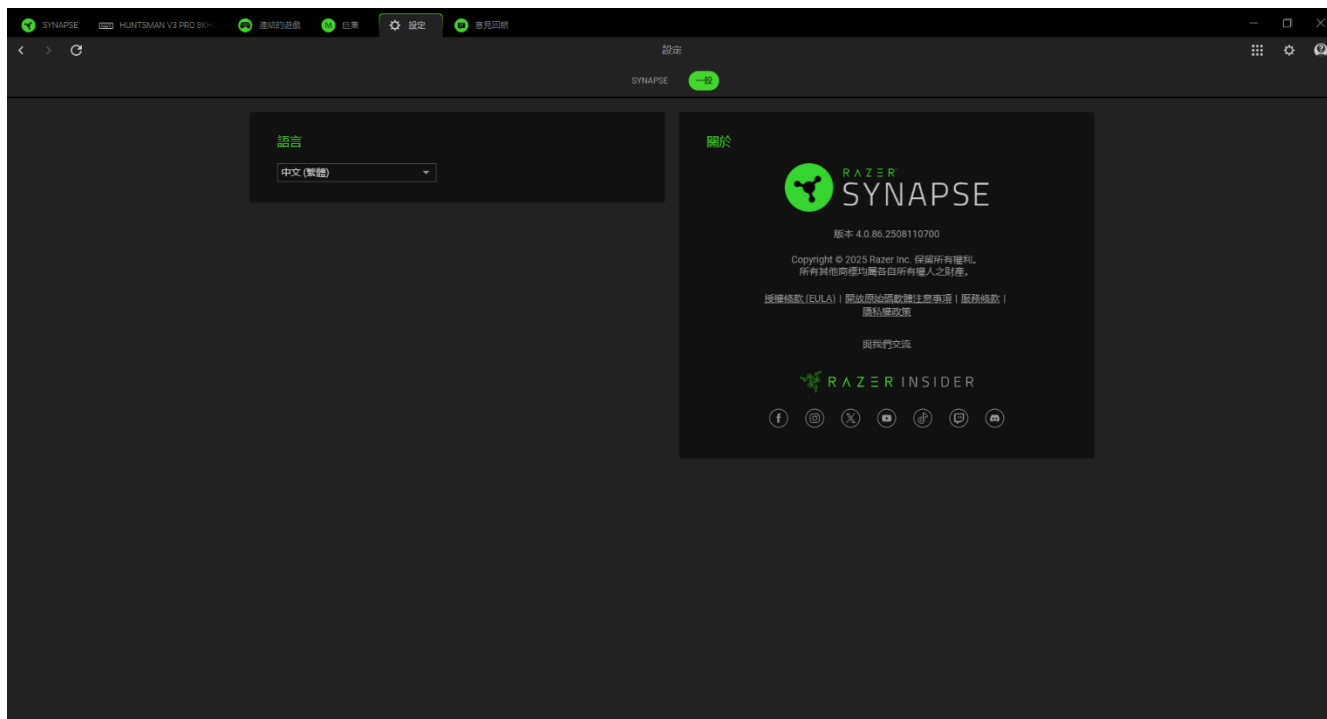 SYNAPSE
HUNTSMAN V3 PRO 8KH
連結的遊戲
M
巨集
設定
意見回饋
設定
SYNAPSE
一般
語言
中文 (繁體)
關於
RAZER
SYNAPSE
版本 4.0.86.2508110700
Copyright © 2025 Razer Inc. 保留所有權利。
所有其他商標均屬各自所有權人之財產。
授權條款 (EULA) | 開放原始碼軟體注意事項 | 服務條款 |
隱私權政策
與我們交流
RAZER INSIDER